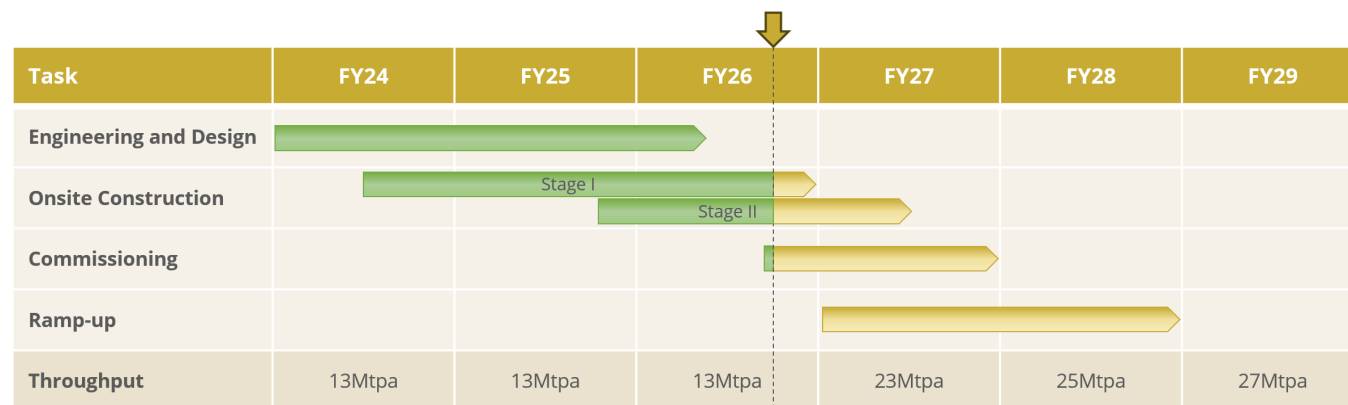 Task FY24 FY25 FY26 FY27 FY28 FY29
Engineering and Design
Onsite Construction
Stage I
Stage II
Commissioning
Ramp-up
Throughput 13Mtpa 13Mtpa 13Mtpa 23Mtpa 25Mtpa 27Mtpa